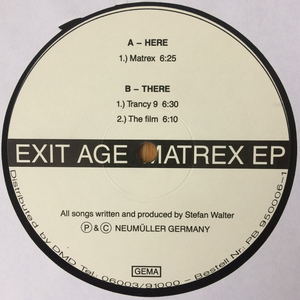 A – HERE
1.) Matrex 6:25
B – THERE
1.) Trancy 9 6:30
2.) The film 6:10
EXIT AGE MATREX EP
All songs written and produced by Stefan Walter
Ⓟ & Ⓒ NEUMÜLLER GERMANY
GEMA
Distributed by DMD Tel. 06003/91000 - Bestell Nr. PB 950006-1